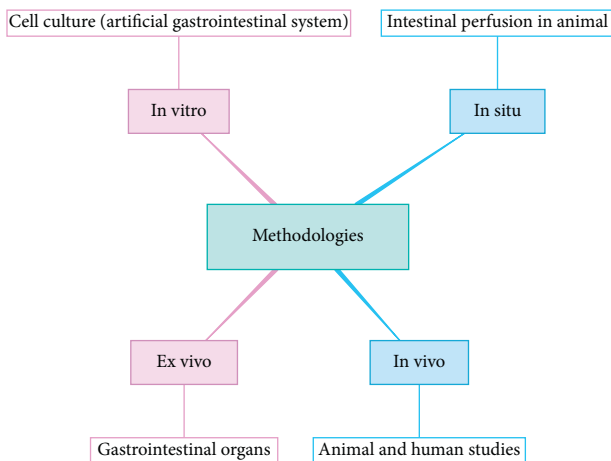 Cell culture (artificial gastrointestinal system)
Intestinal perfusion in animal
In vitro
In situ
Methodologies
Ex vivo
In vivo
Gastrointestinal organs
Animal and human studies